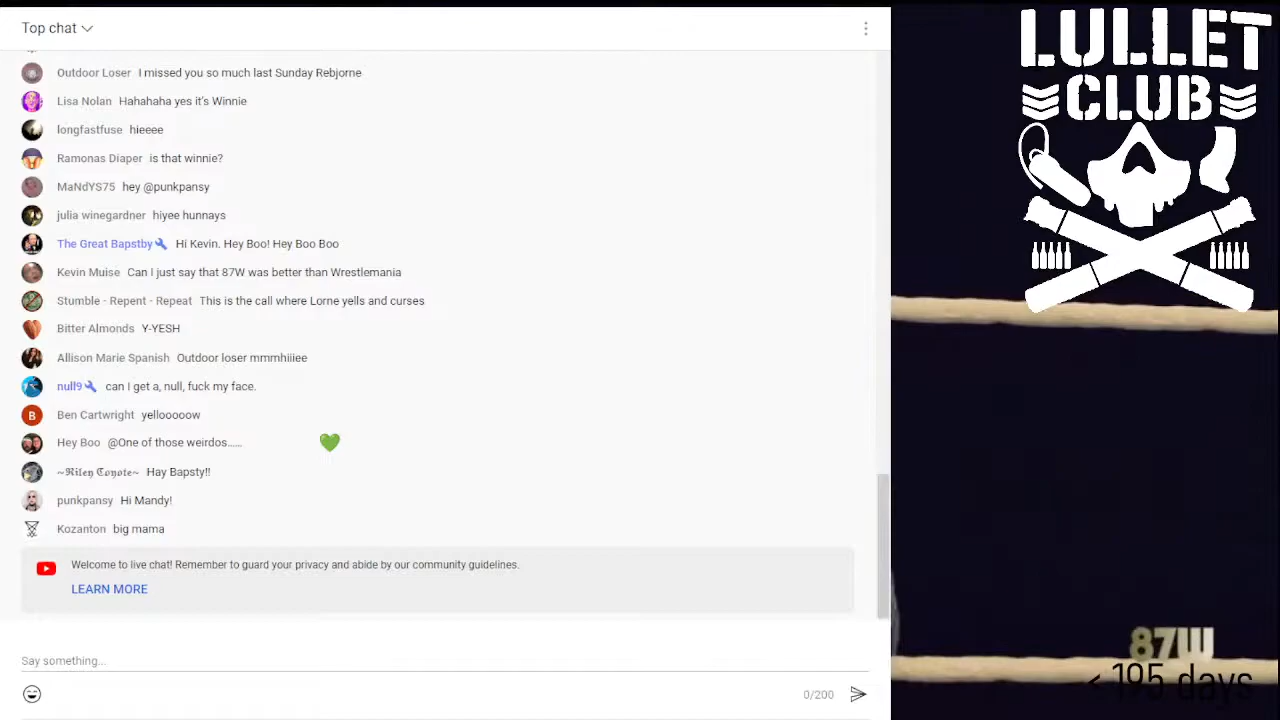 Top chat
LULLET
CLUB
Outdoor Loser I missed you so much last Sunday Rebjorne
Lisa Nolan Hahahaha yes it's Winnie
longfastfuse hieeee
Ramonas Diaper is that winnie?
MaNdYS75 hey @punkpansy
julia winegardner hiyee hunnays
The Great Bapstby Hi Kevin. Hey Boo! Hey Boo Boo
Kevin Muise Can I just say that 87W was better than Wrestlemania
Stumble - Repent - Repeat This is the call where Lorne yells and curses
Bitter Almonds Y-YESH
Allison Marie Spanish Outdoor loser mmmhiiiee
null9 can I get a, null, fuck my face.
B Ben Cartwright yellooooow
Hey Boo @One of those weirdos...... 💚
~𝕽𝖎𝖑𝖊𝖞 𝕮𝖔𝖞𝖔𝖙𝖊~ Hay Bapsty!!
punkpansy Hi Mandy!
Kozanton big mama
Welcome to live chat! Remember to guard your privacy and abide by our community guidelines.
LEARN MORE
Say something...
0/200
87W
< 195 days